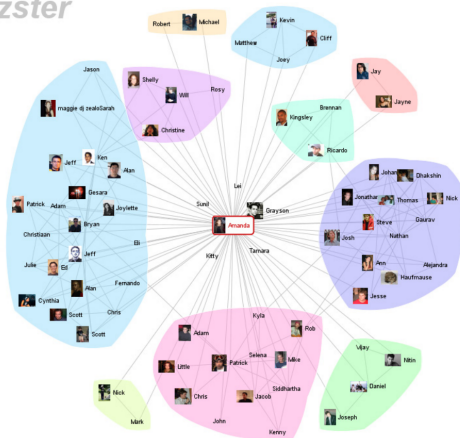 zster
Robert
Michael
Kevin
Matthew
Cliff
Joey
Jason
Shelly
Will
Rosy
Christine
Jay
Jayne
maggie dj sealoSarah
Kingsley
Brennan
Ricardo
Jeff
Ken
Alan
Gesara
Joylette
Patrick
Adam
Bryan
Christiaan
Jeff
Eli
Julie
Ed
Alan
Fernando
Cynthia
Scott
Chris
Scott
Lei
Sunil
Grayson
Amanda
Kitty
Tamara
Johan
Dhakshin
Jonathan
Thomas
Nick
Steve
Gaurav
Josh
Nathan
Ann
Alejandra
Haufmause
Jesse
Kyla
Adam
Rob
Selena
Little
Patrick
Mike
Siddhartha
Chris
Jacob
John
Kenny
Nick
Mark
Vijay
Nitin
Daniel
Joseph